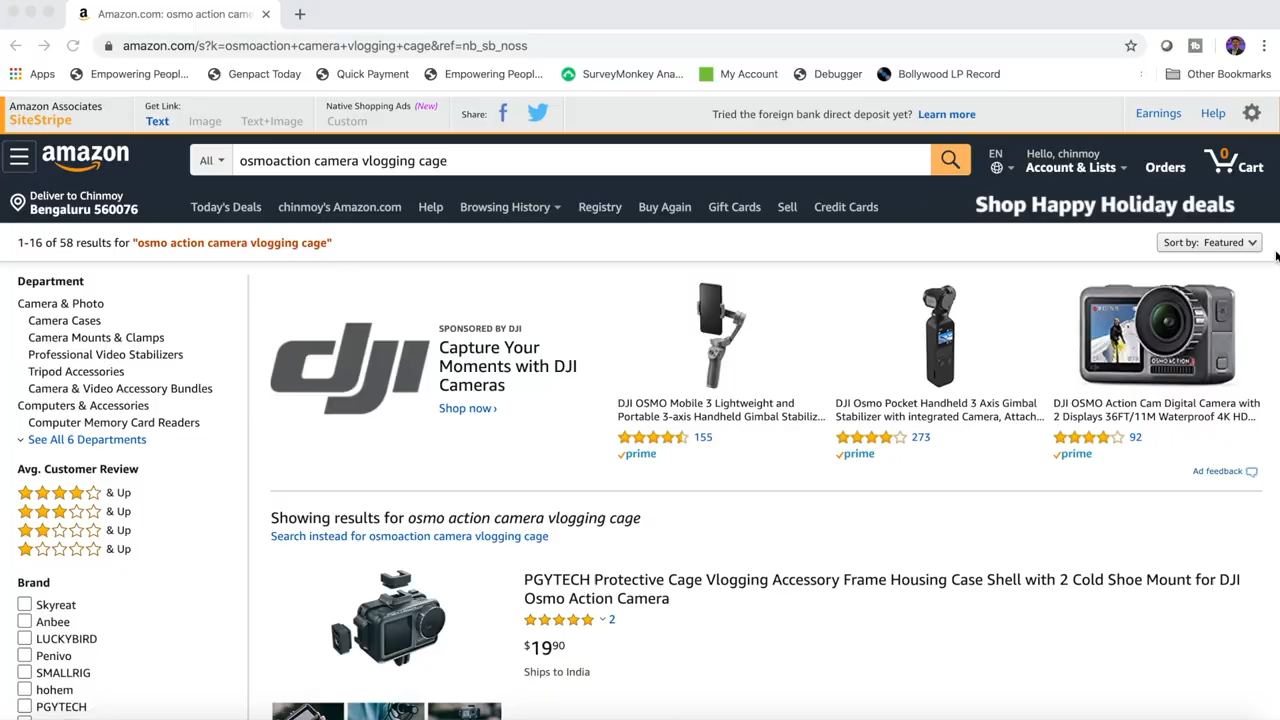 Amazon.com: osmo action came
amazon.com/s?k=osmoaction+camera+vlogging+cage&ref=nb_sb_noss
Apps
Empowering Peopl...
Genpact Today
Quick Payment
Empowering Peopl...
SurveyMonkey Ana...
My Account
Debugger
Bollywood LP Record
Other Bookmarks
Amazon Associates
SiteStripe
Get Link:
Text Image Text+Image
Native Shopping Ads (New)
Custom
Share:
Tried the foreign bank direct deposit yet? Learn more
Earnings
Help
amazon
All
osmoaction camera vlogging cage
EN
Hello, chinmoy
Account & Lists
Orders
0
Cart
Deliver to Chinmoy
Bengaluru 560076
Today's Deals
chinmoy's Amazon.com
Help
Browsing History
Registry
Buy Again
Gift Cards
Sell
Credit Cards
Shop Happy Holiday deals
1-16 of 58 results for "osmo action camera vlogging cage"
Sort by: Featured
Department
Camera & Photo
Camera Cases
Camera Mounts & Clamps
Professional Video Stabilizers
Tripod Accessories
Camera & Video Accessory Bundles
Computers & Accessories
Computer Memory Card Readers
See All 6 Departments
Avg. Customer Review
& Up
& Up
& Up
& Up
Brand
Skyreat
Anbee
LUCKYBIRD
Penivo
SMALLRIG
hohem
PGYTECH
dji
SPONSORED BY DJI
Capture Your
Moments with DJI
Cameras
Shop now›
DJI OSMO Mobile 3 Lightweight and
Portable 3-axis Handheld Gimbal Stabiliz...
155
prime
DJI Osmo Pocket Handheld 3 Axis Gimbal
Stabilizer with integrated Camera, Attach...
273
prime
OSMO ACTION
DJI OSMO Action Cam Digital Camera with
2 Displays 36FT/11M Waterproof 4K HD...
92
prime
Ad feedback
Showing results for osmo action camera vlogging cage
Search instead for osmoaction camera vlogging cage
PGYTECH Protective Cage Vlogging Accessory Frame Housing Case Shell with 2 Cold Shoe Mount for DJI
Osmo Action Camera
2
$19 90
Ships to India